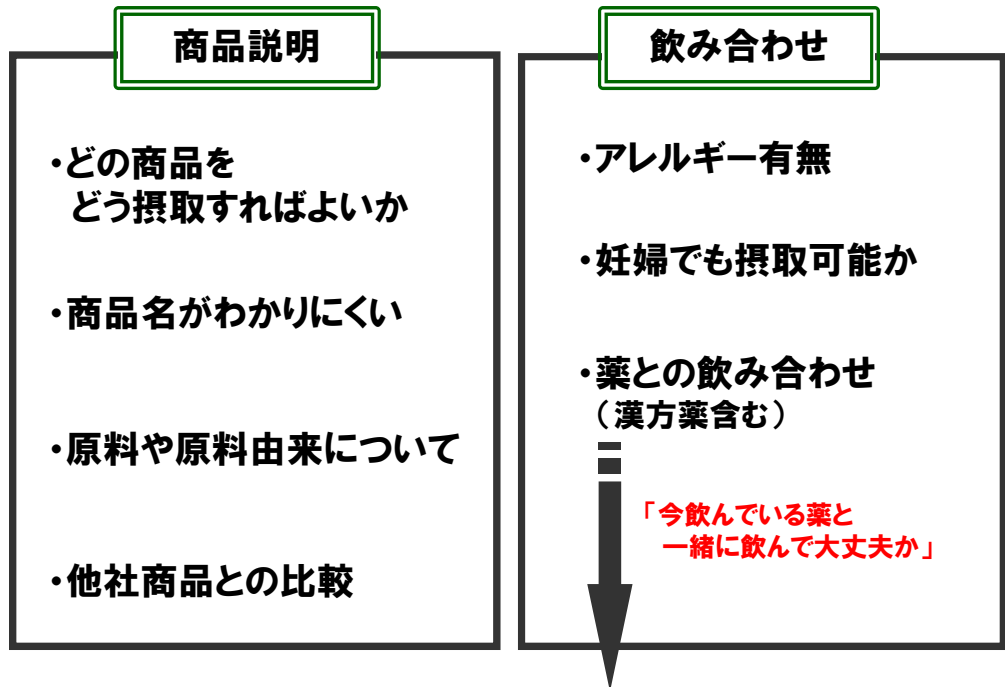 商品説明
・どの商品を
どう摂取すればよいか
・商品名がわかりにくい
・原料や原料由来について
・他社商品との比較
飲み合わせ
・アレルギー有無
・妊婦でも摂取可能か
・薬との飲み合わせ
（漢方薬含む）
「今飲んでいる薬と
一緒に飲んで大丈夫か」